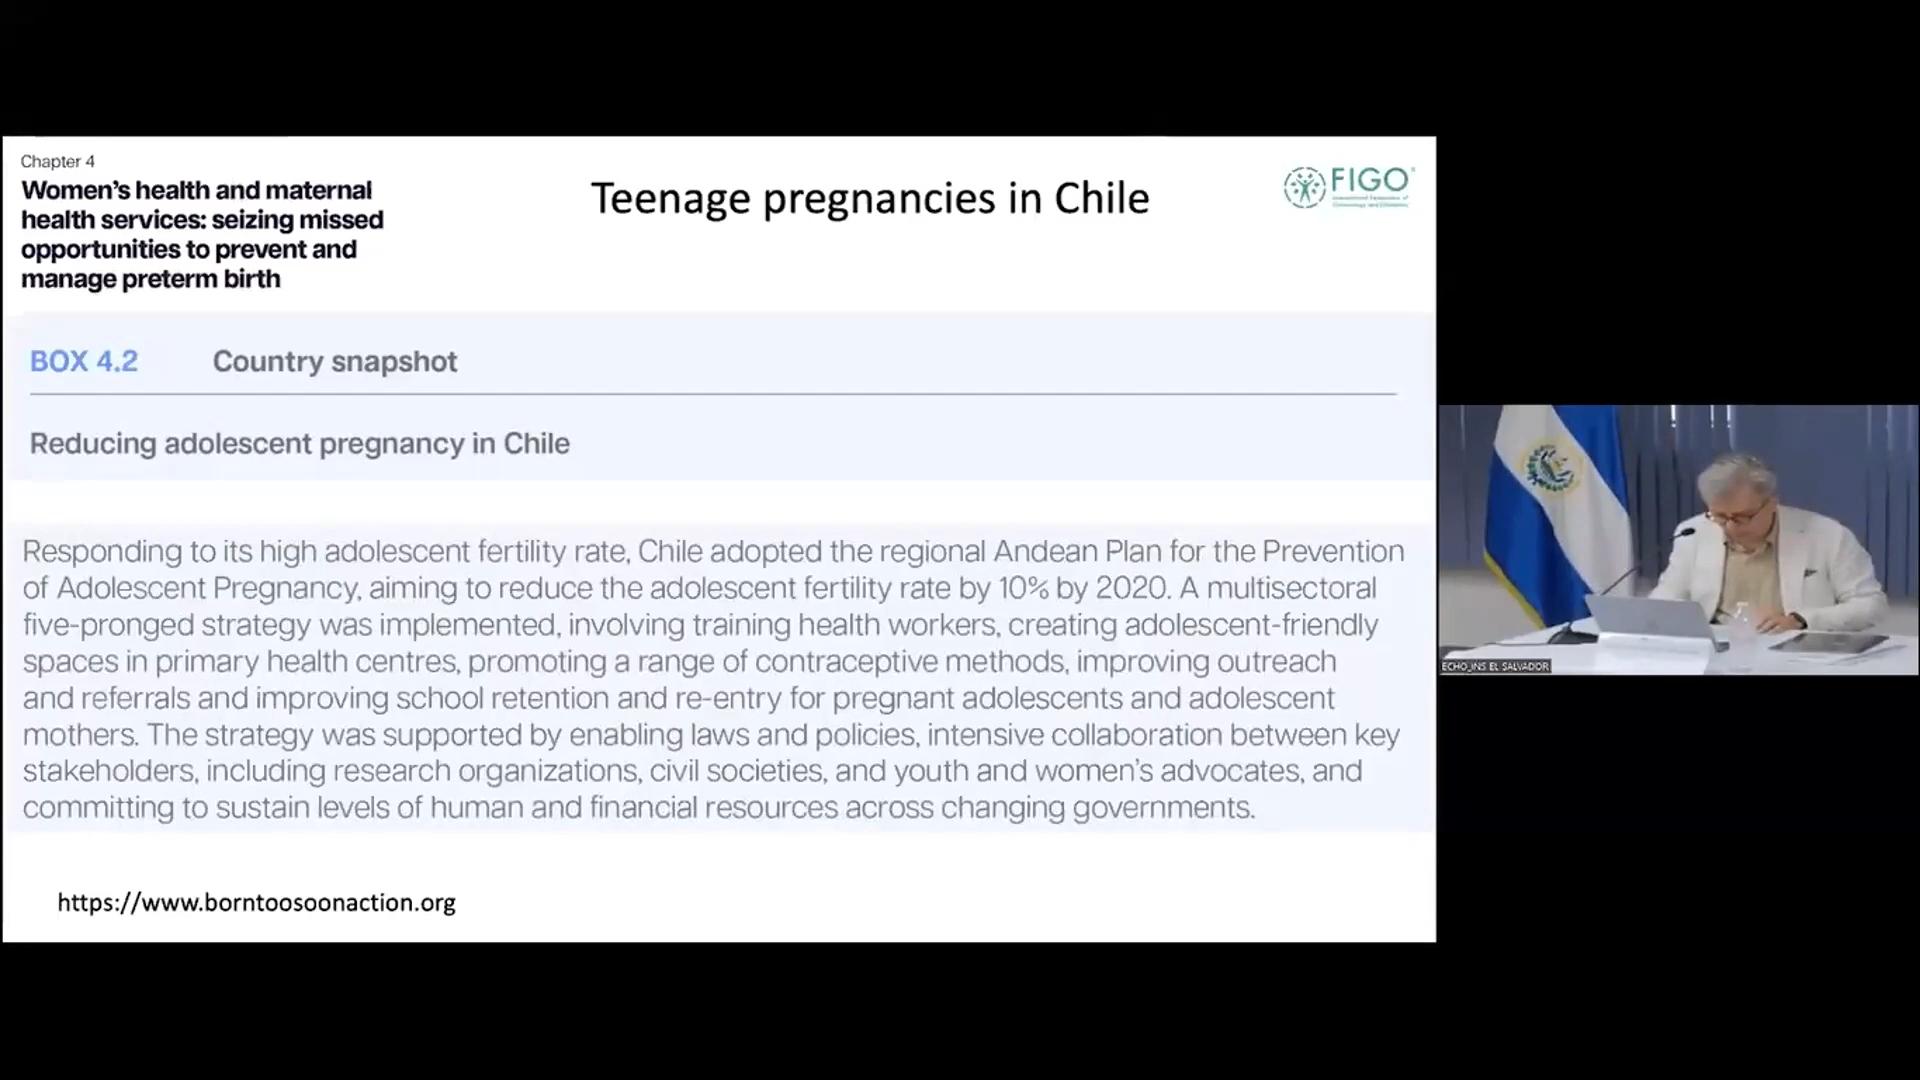 Chapter 4
Women’s health and maternal
health services: seizing missed
opportunities to prevent and
manage preterm birth
Teenage pregnancies in Chile
FIGO
BOX 4.2 Country snapshot
Reducing adolescent pregnancy in Chile
Responding to its high adolescent fertility rate, Chile adopted the regional Andean Plan for the Prevention
of Adolescent Pregnancy, aiming to reduce the adolescent fertility rate by 10% by 2020. A multisectoral
five-pronged strategy was implemented, involving training health workers, creating adolescent-friendly
spaces in primary health centres, promoting a range of contraceptive methods, improving outreach
and referrals and improving school retention and re-entry for pregnant adolescents and adolescent
mothers. The strategy was supported by enabling laws and policies, intensive collaboration between key
stakeholders, including research organizations, civil societies, and youth and women’s advocates, and
committing to sustain levels of human and financial resources across changing governments.
https://www.borntoosoonaction.org
ECHO_INS EL SALVADOR